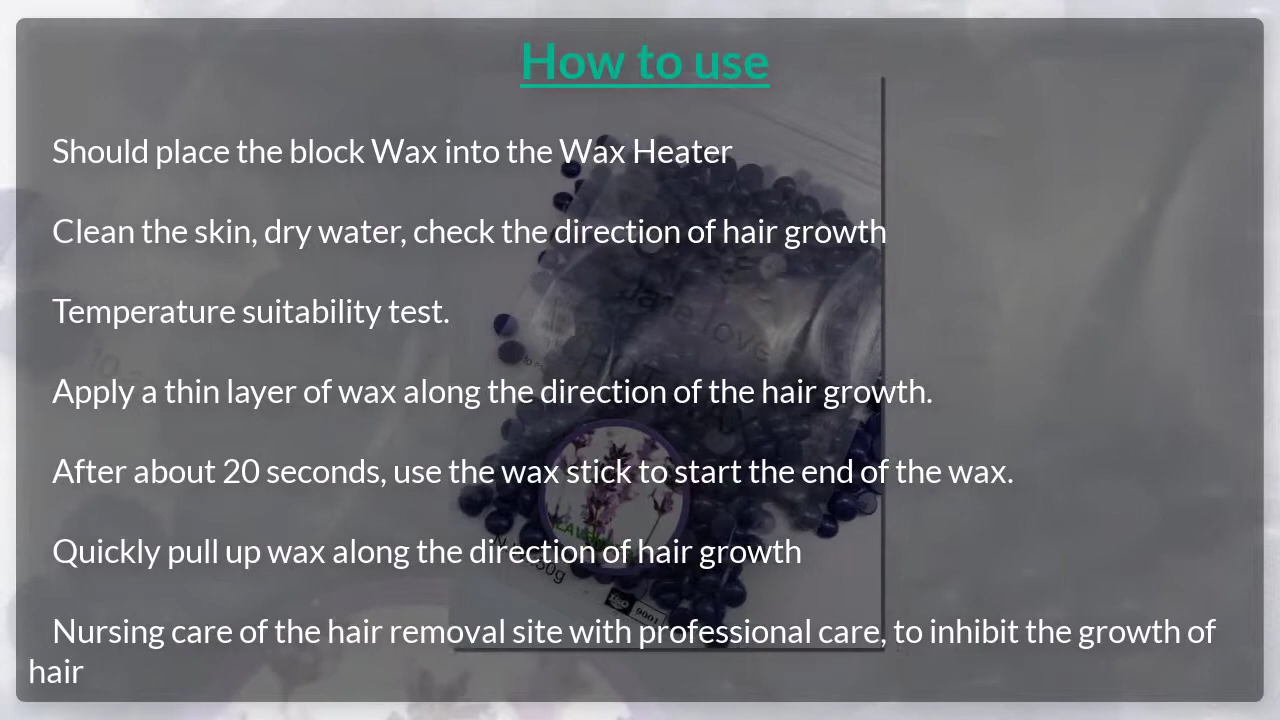 How to use
Should place the block Wax into the Wax Heater
Clean the skin, dry water, check the direction of hair growth
Temperature suitability test.
Apply a thin layer of wax along the direction of the hair growth.
After about 20 seconds, use the wax stick to start the end of the wax.
Quickly pull up wax along the direction of hair growth
Nursing care of the hair removal site with professional care, to inhibit the growth of
hair
love
9001